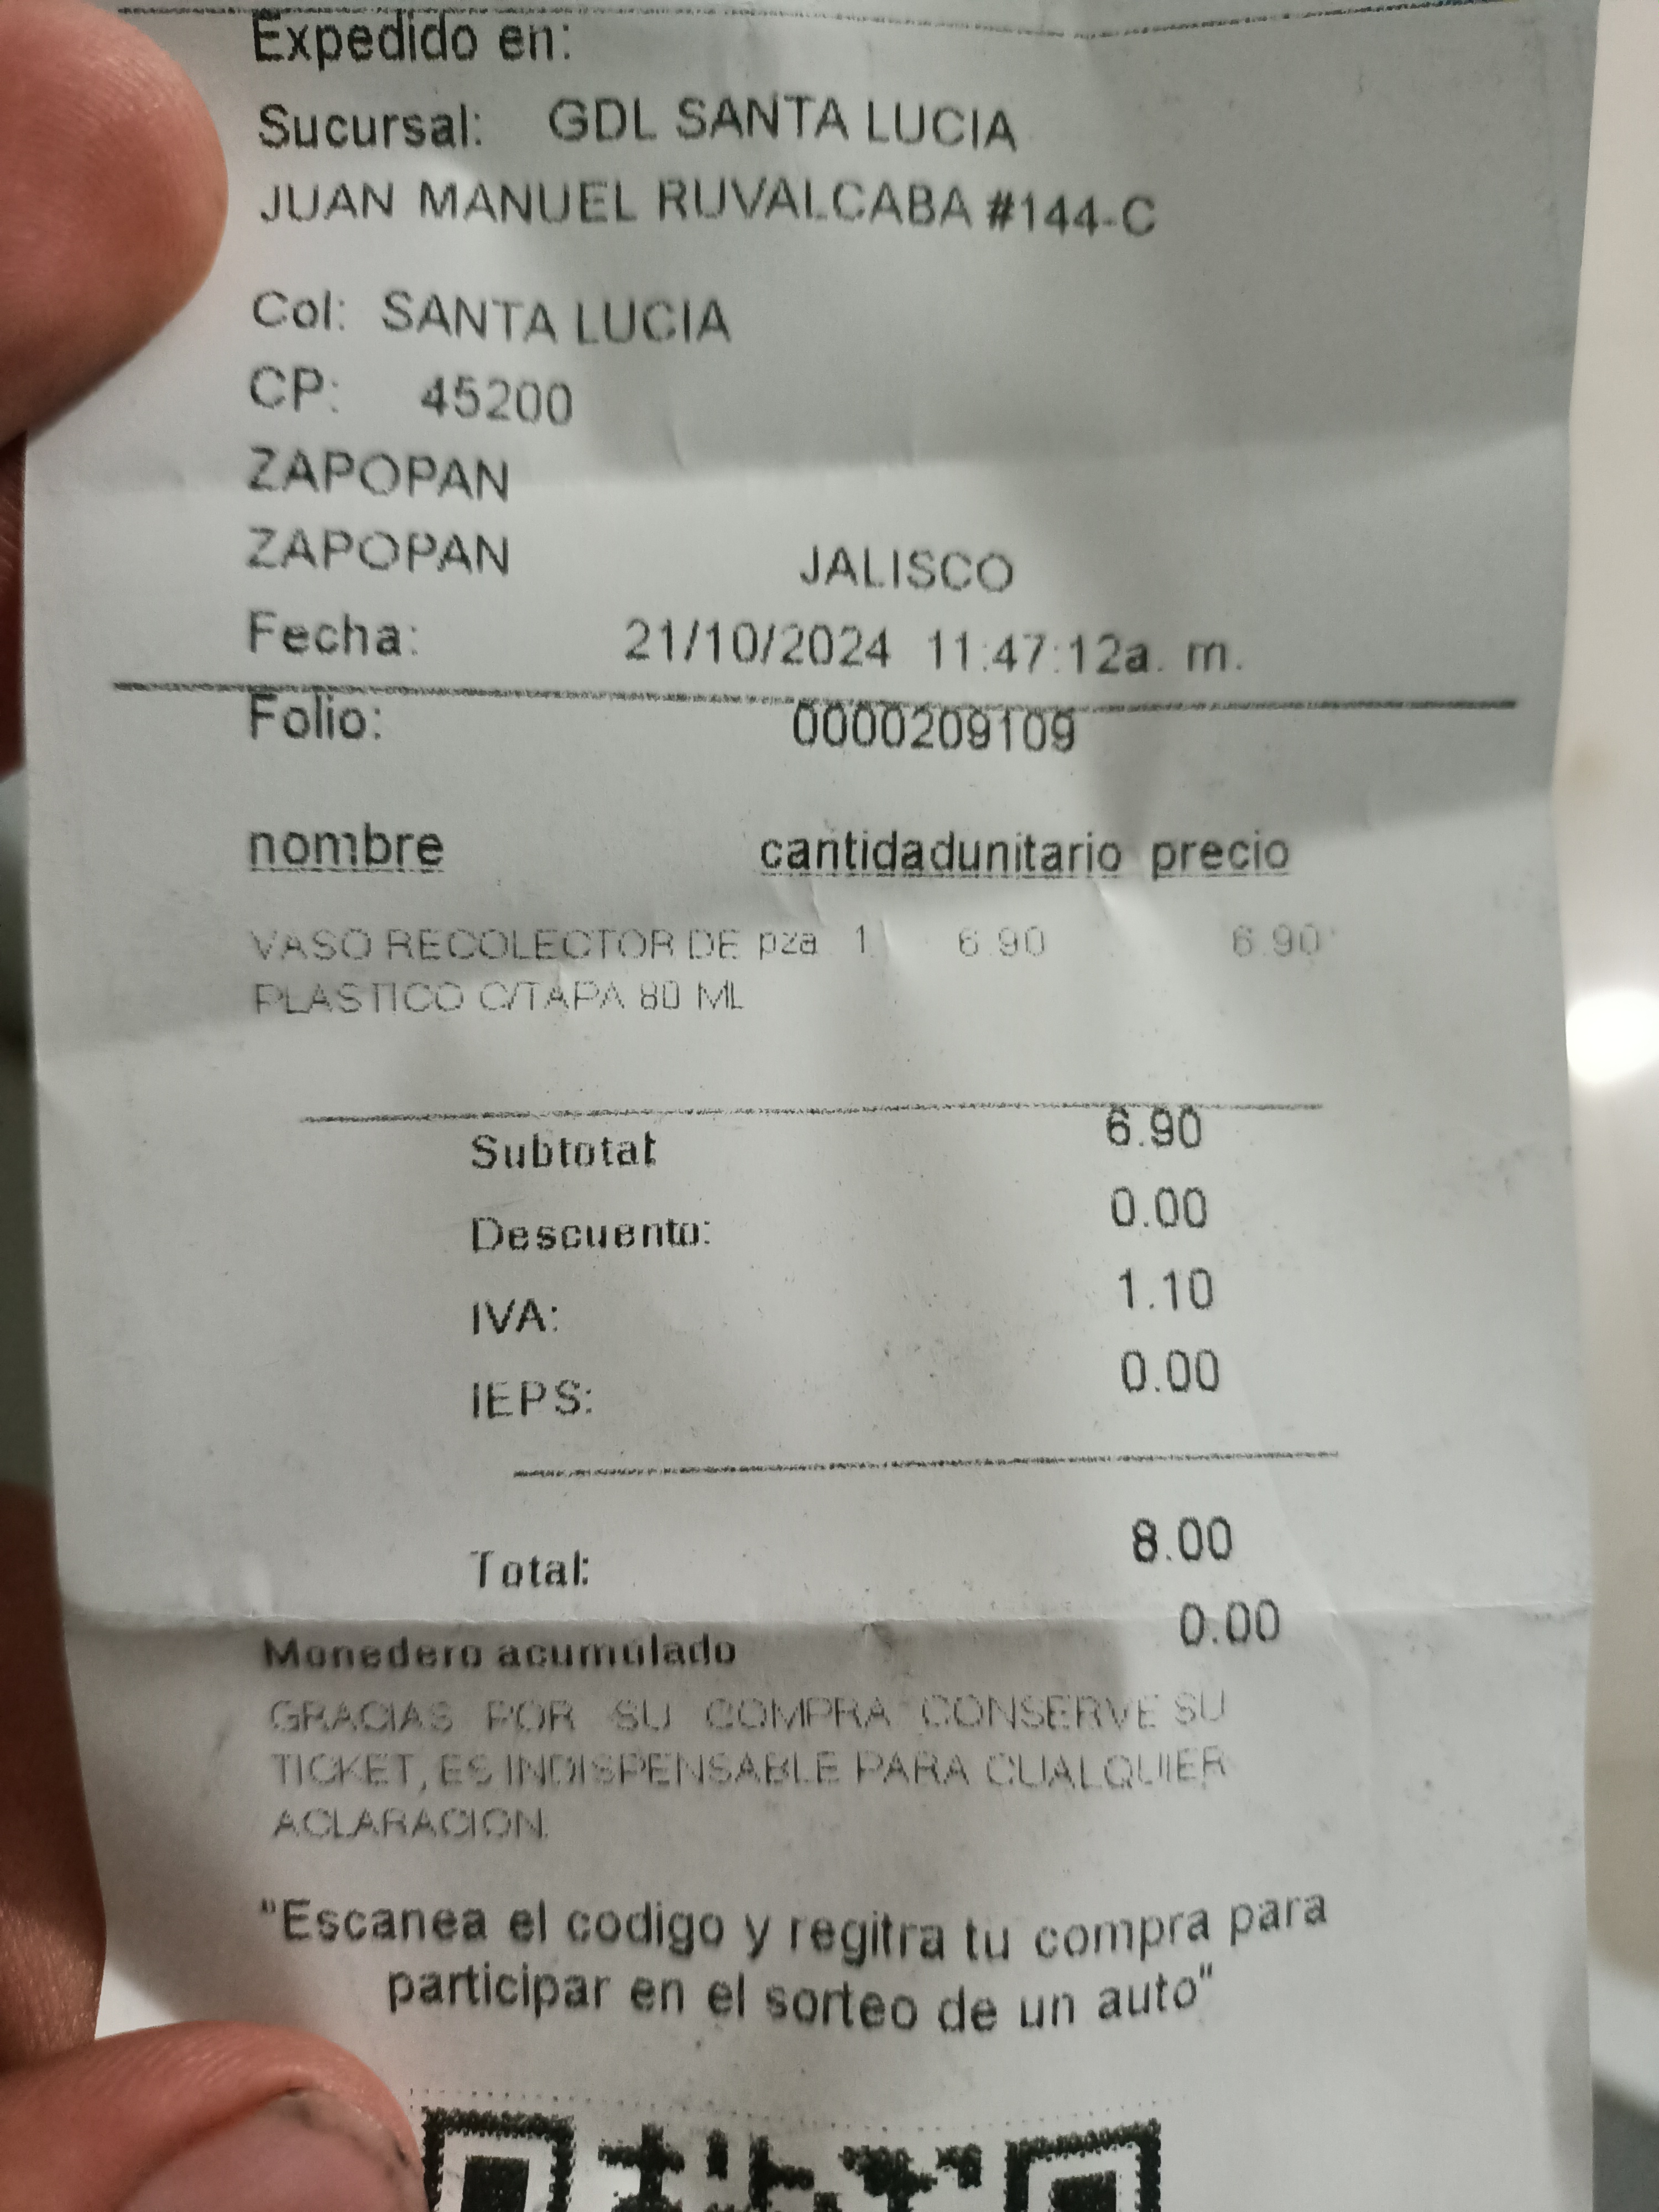 Expedido en:
Sucursal: GDL SANTA LUCIA
JUAN MANUEL RUVALCABA #144-C
Col: SANTA LUCIA
CP: 45200
ZAPOPAN
ZAPOPAN JALISCO
Fecha: 21/10/2024 11:47:12a. m.
Folio: 0000209109
nombre cantidadunitario precio
VASO RECOLECTOR DE pza 1 6.90 6.90
PLASTICO C/TAPA 80 ML
Subtotal: 6.90
Descuento: 0.00
IVA: 1.10
IEPS: 0.00
Total: 8.00
Monedero acumulado 0.00
GRACIAS POR SU COMPRA CONSERVE SU
TICKET, ES INDISPENSABLE PARA CUALQUIER
ACLARACION.
"Escanea el codigo y regitra tu compra para
participar en el sorteo de un auto"